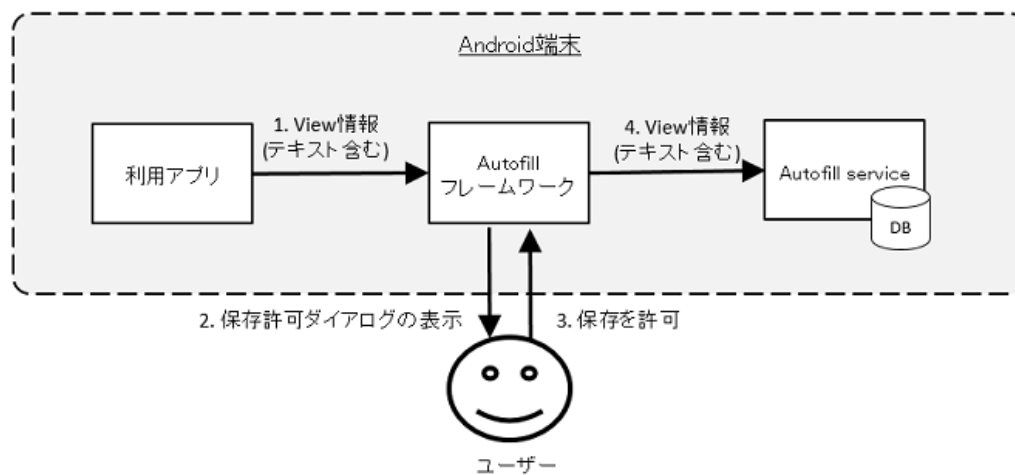 Android端末
1. View情報
(テキスト含む)
4. View情報
(テキスト含む)
利用アプリ
Autofill
フレームワーク
Autofill service
DB
2. 保存許可ダイアログの表示
3. 保存を許可
ユーザー